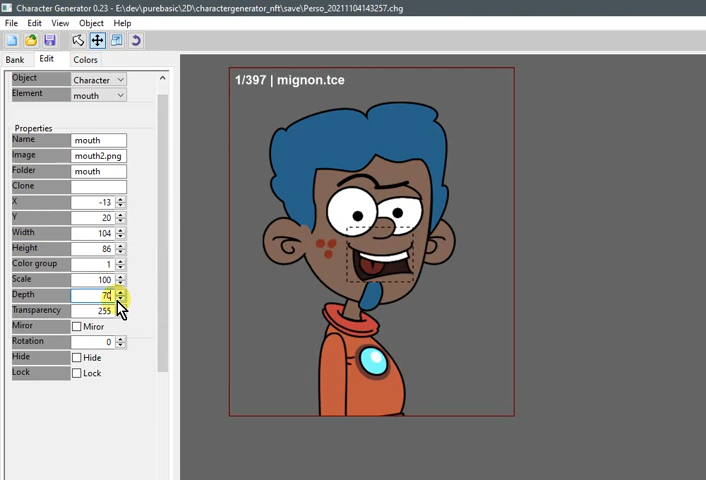 Character Generator 0.23 - E:\dev\purebasic\2D\charactergenerator_nft\save\Perso_20211104143257.chg
File Edit View Object Help
Bank Edit Colors
Object Character
Element mouth
Properties
Name mouth
Image mouth2.png
Folder mouth
Clone
X -13
Y 20
Width 104
Height 86
Color group 1
Scale 100
Depth 70
Transparency 255
Miror Miror
Rotation 0
Hide Hide
Lock Lock
1/397 | mignon.tce